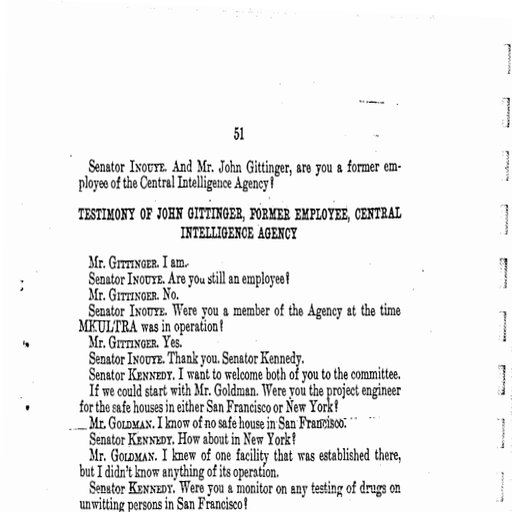 51
Senator INOUYE. And Mr. John Gittinger, are you a former em-
ployee of the Central Intelligence Agency?
TESTIMONY OF JOHN GITTINGER, FORMER EMPLOYEE, CENTRAL
INTELLIGENCE AGENCY
Mr. GITTINGER. I am.
Senator INOUYE. Are you still an employee?
Mr. GITTINGER. No.
Senator INOUYE. Were you a member of the Agency at the time
MKULTRA was in operation?
Mr. GITTINGER. Yes.
Senator INOUYE. Thank you. Senator Kennedy.
Senator KENNEDY. I want to welcome both of you to the committee.
If we could start with Mr. Goldman. Were you the project engineer
for the safe houses in either San Francisco or New York?
Mr. GOLDMAN. I know of no safe house in San Francisco.
Senator KENNEDY. How about in New York?
Mr. GOLDMAN. I knew of one facility that was established there,
but I didn't know anything of its operation.
Senator KENNEDY. Were you a monitor on any testing of drugs on
unwitting persons in San Francisco?